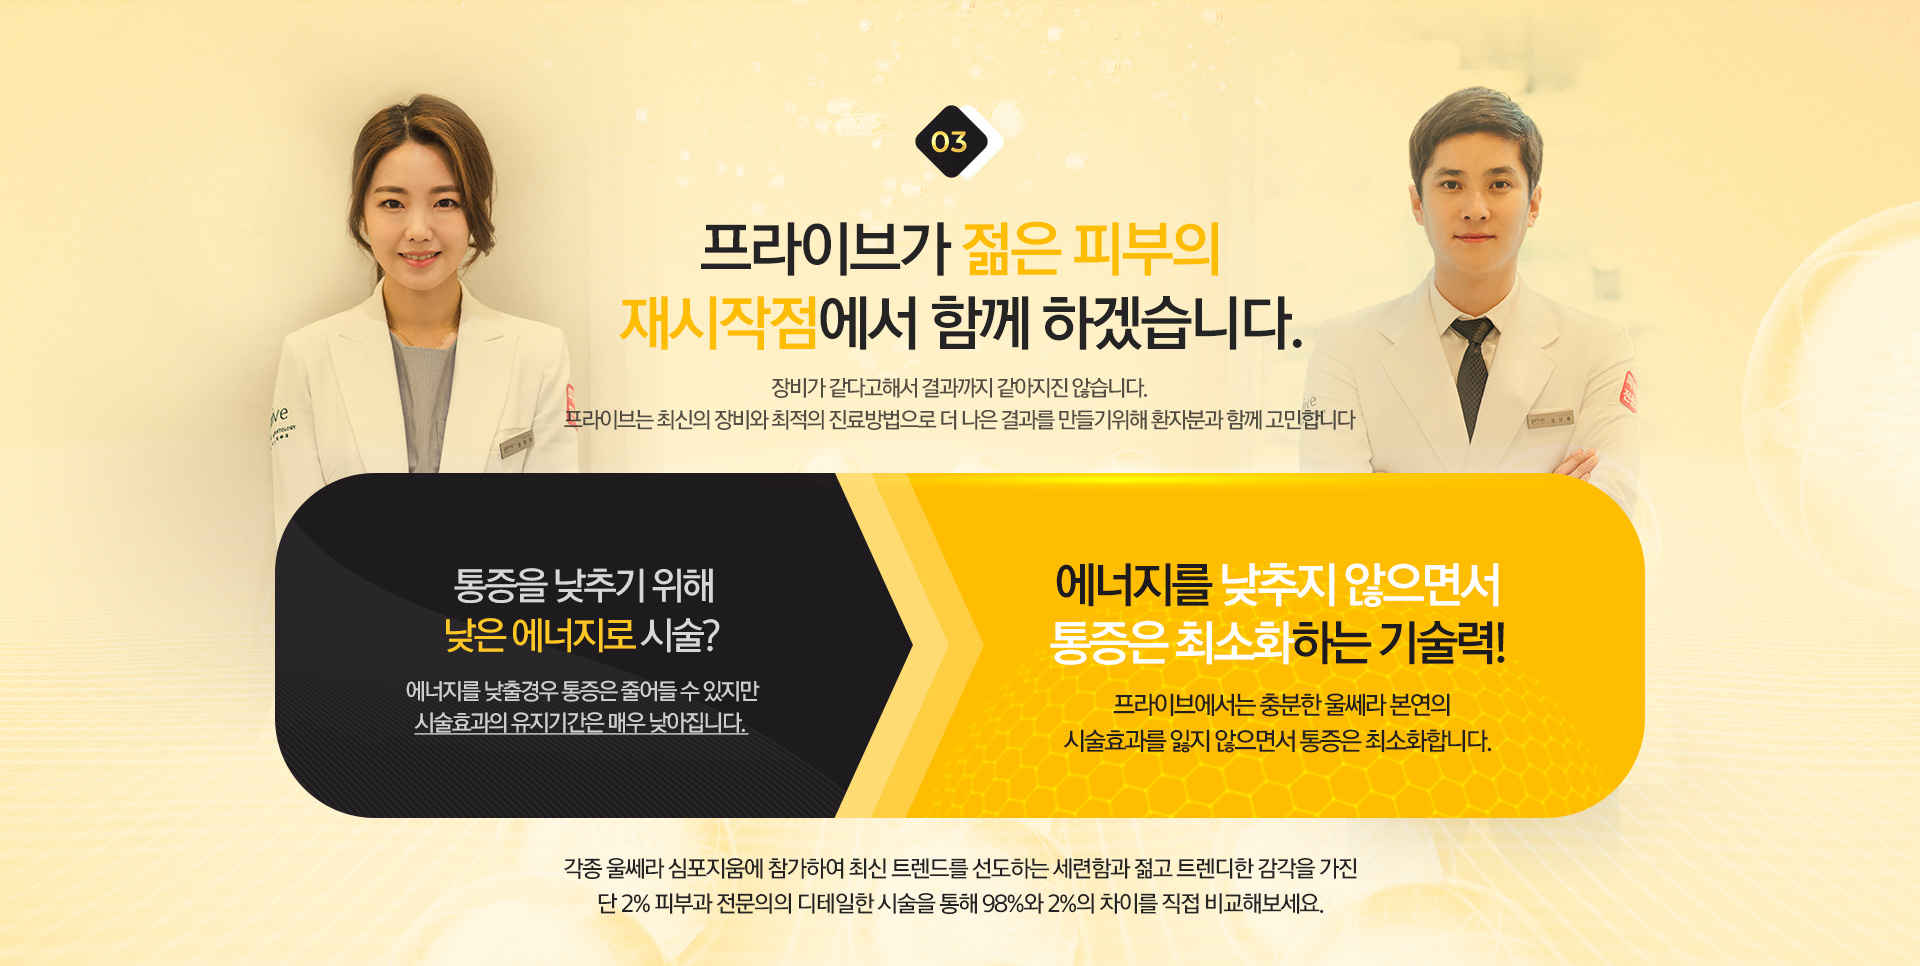 03
프라이브가 젊은 피부의
재시작점에서 함께 하겠습니다.
장비가 같다고해서 결과까지 같아지진 않습니다.
프라이브는 최신의 장비와 최적의 진료방법으로 더 나은 결과를 만들기위해 환자분과 함께 고민합니다
통증을 낮추기 위해
낮은 에너지로 시술?
에너지를 낮출경우 통증은 줄어들 수 있지만
시술효과의 유지기간은 매우 낮아집니다.
에너지를 낮추지 않으면서
통증은 최소화하는 기술력!
프라이브에서는 충분한 울쎄라 본연의
시술효과를 잃지 않으면서 통증은 최소화합니다.
각종 울쎄라 심포지움에 참가하여 최신 트렌드를 선도하는 세련함과 젊고 트렌디한 감각을 가진
단 2% 피부과 전문의의 디테일한 시술을 통해 98%와 2%의 차이를 직접 비교해보세요.